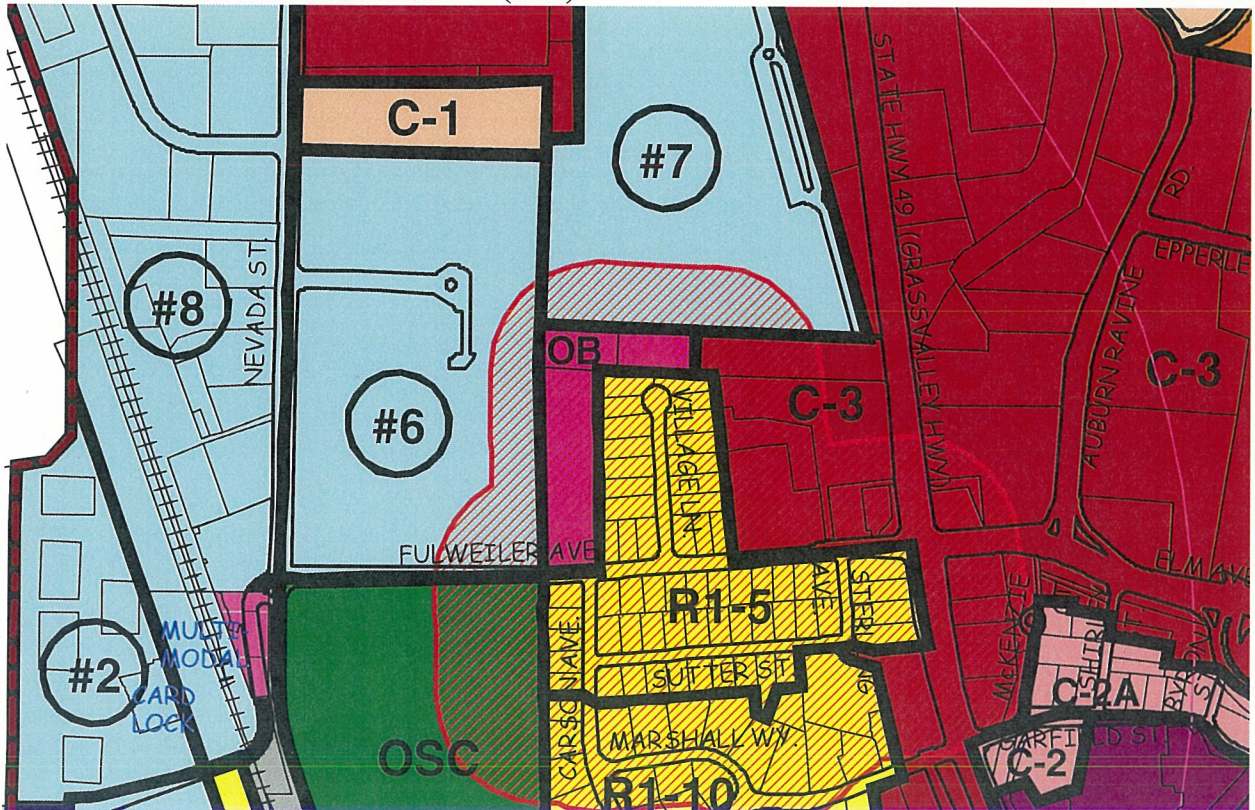 C-1
#7
STATE HWY 49 (GRASSVALLEY HWY)
RD.
EPPERLE
#8
NEVADA ST.
#6
OB
VILLAGE LN.
C-3
AUBURN RAVINE
C-3
FULWEILER AVE
ELM AVE
R1-5
AVE
McKENZIE
#2
MULTI-
MODAL
CARD
LOCK
SUTTER ST
C-2A
CARSON AVE.
OSC
MARSHALL WY.
GARFIELD ST.
C-2
R1-10